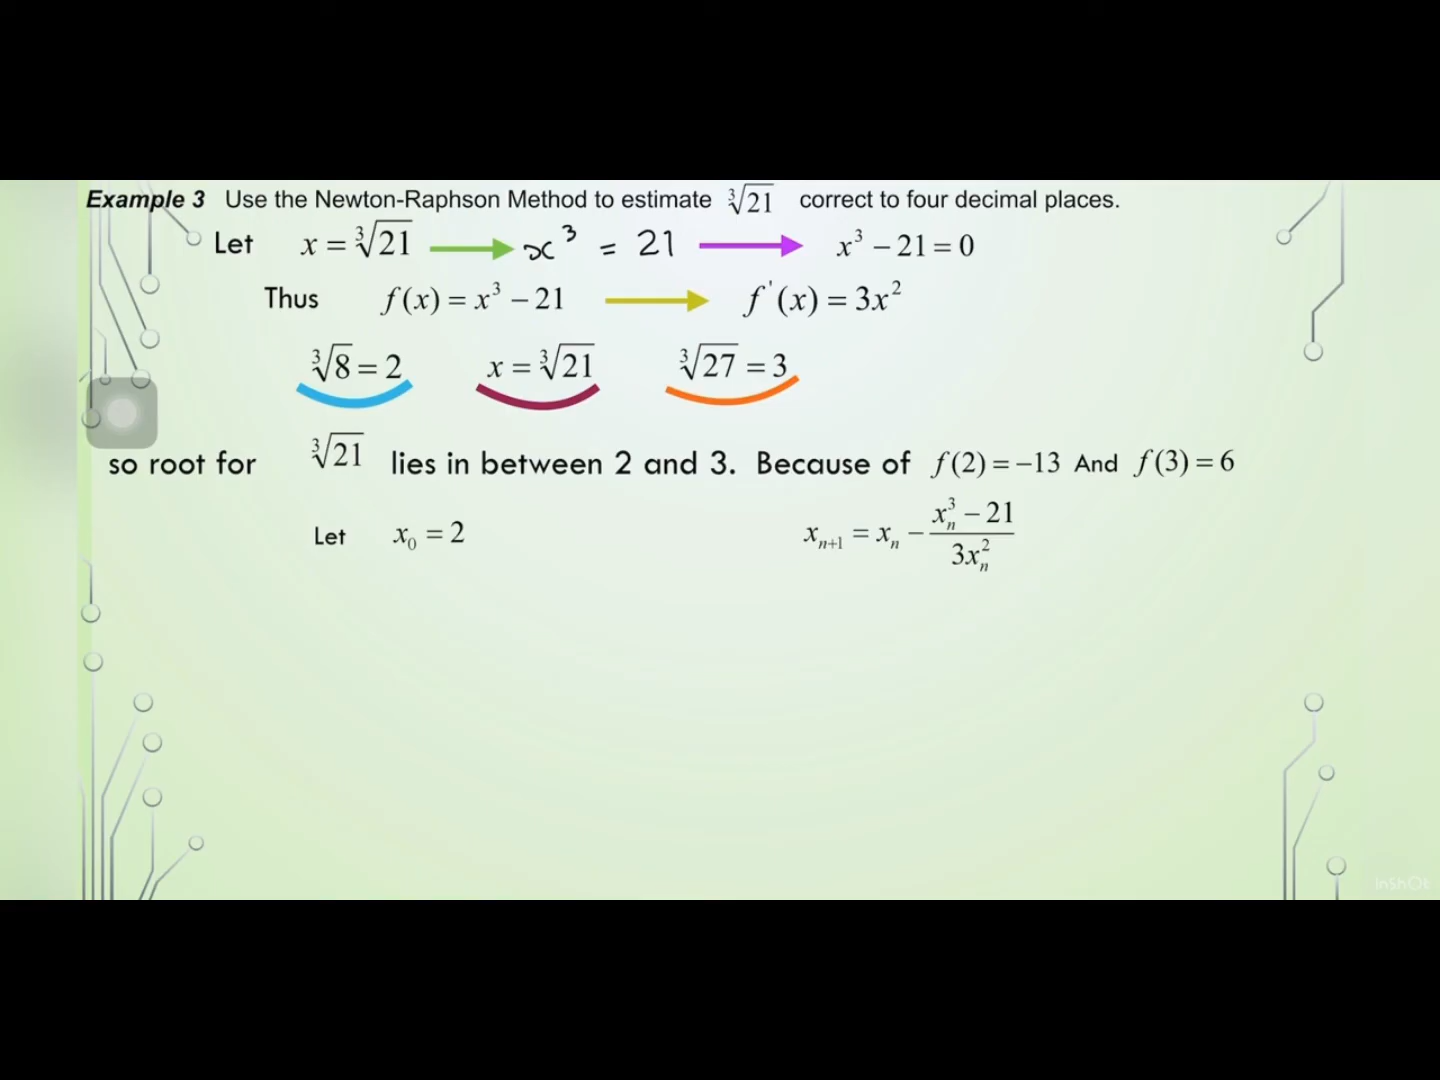 Example 3 Use the Newton-Raphson Method to estimate ∛21 correct to four decimal places.
Let x = ∛21 → x³ = 21 → x³ − 21 = 0
Thus f(x) = x³ − 21 → f'(x) = 3x²
∛8 = 2 x = ∛21 ∛27 = 3
so root for ∛21 lies in between 2 and 3. Because of f(2) = −13 And f(3) = 6
Let x₀ = 2 xₙ₊₁ = xₙ − (xₙ³ − 21)/(3xₙ²)
InShOt